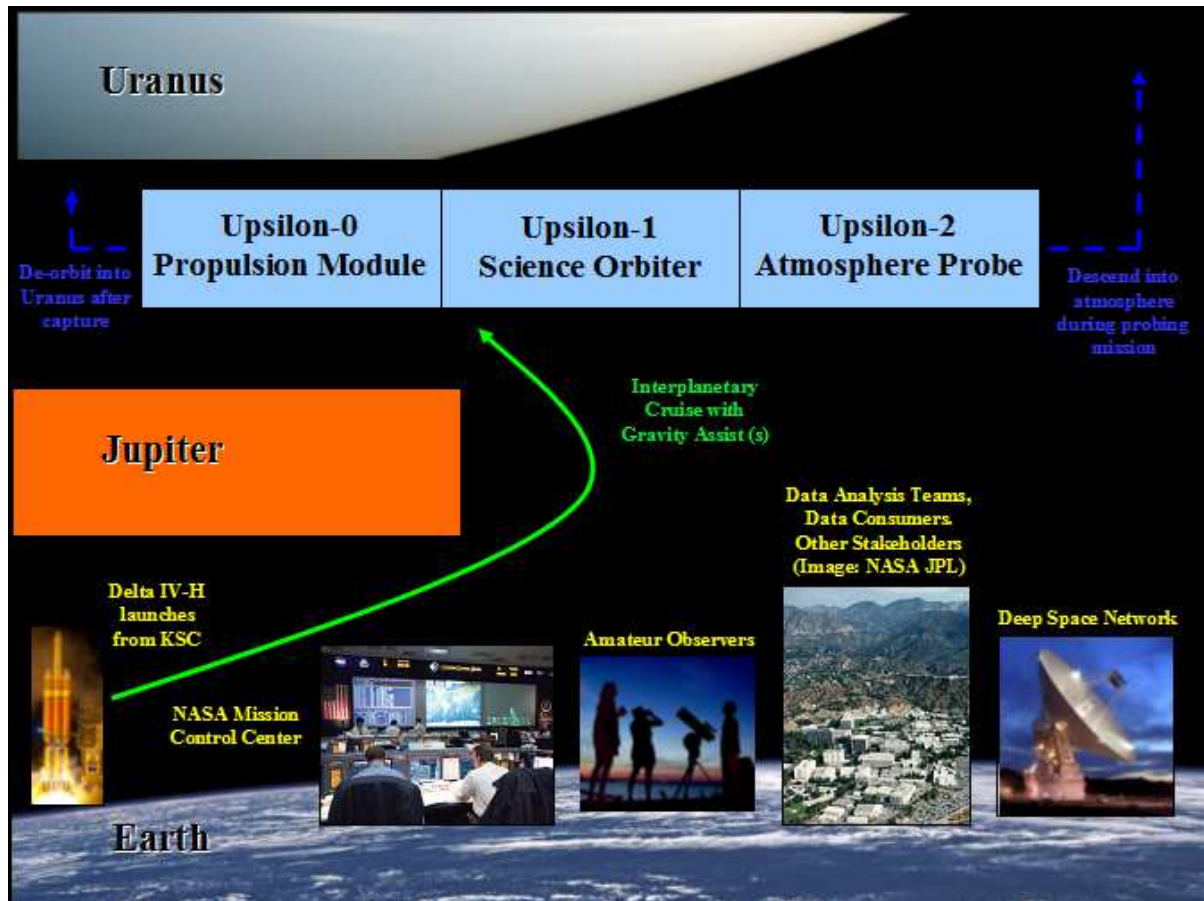 Uranus
Upsilon-0
Propulsion Module
Upsilon-1
Science Orbiter
Upsilon-2
Atmosphere Probe
De-orbit into
Uranus after
capture
Descend into
atmosphere
during probing
mission
Interplanetary
Cruise with
Gravity Assist (s)
Jupiter
Data Analysis Teams,
Data Consumers.
Other Stakeholders
(Image: NASA JPL)
Delta IV-H
launches
from KSC
Amateur Observers
Deep Space Network
NASA Mission
Control Center
Earth